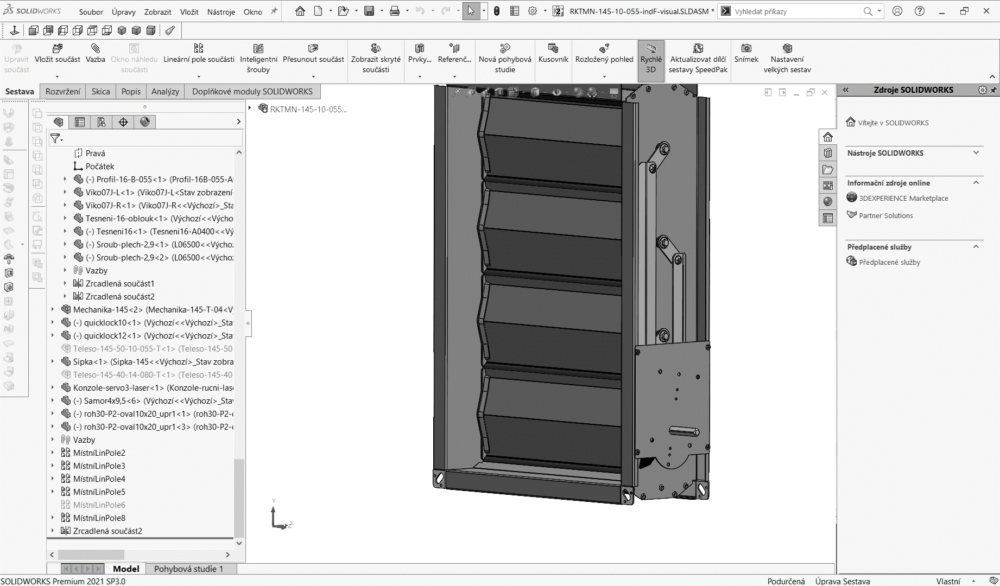 SOLIDWORKS
Soubor
Úpravy
Zobrazit
Vložit
Nástroje
Okno
RKTMN-145-10-055-indF-visual.SLDASM *
Vyhledat příkazy
Upravit součást
Vložit součást
Vazba
Okno náhledu součásti
Lineární pole součásti
Inteligentní šrouby
Přesunout součást
Zobrazit skryté součásti
Prvky...
Referenč...
Nová pohybová studie
Kusovník
Rozložený pohled
Rychlé 3D
Aktualizovat dílčí sestavy SpeedPak
Snímek
Nastavení velkých sestav
Sestava
Rozvržení
Skica
Popis
Analýzy
Doplňkové moduly SOLIDWORKS
RKTMN-145-10-055...
Pravá
Počátek
(-) Profil-16-B-055<1> (Profil-16B-055-A
Viko07J-L<1> (Viko07J-L<Stav zobrazení-
Viko07J-R<1> (Viko07J-R<<Výchozí>_Sta
Tesneni-16-oblouk<1> (Výchozí<<Výcho
(-) Tesneni16<1> (Tesneni16-A0400<<Vý
(-) Sroub-plech-2,9<1> (L06500<<Výcho
(-) Sroub-plech-2,9<2> (L06500<<Výcho
Vazby
Zrcadlená součást1
Zrcadlená součást2
Mechanika-145<2> (Mechanika-145-T-04<V
(-) quicklock10<1> (Výchozí<<Výchozí>_Sta
(-) quicklock12<1> (Výchozí<<Výchozí>_Sta
Teleso-145-50-10-055-T<1> (Teleso-145-50-
Sipka<1> (Sipka-145<<Výchozí>_Stav zobra
Teleso-145-40-14-080-T<1> (Teleso-145-40-
Konzole-servo3-laser<1> (Konzole-rucni-las
(-) Samor4x9,5<6> (Výchozí<<Výchozí>_Sta
(-) roh30-P2-oval10x20_upr1<1> (roh30-P2-
(-) roh30-P2-oval10x20_upr1<3> (roh30-P2-
Vazby
MístníLinPole2
MístníLinPole3
MístníLinPole4
MístníLinPole5
MístníLinPole6
MístníLinPole8
Zrcadlená součást2
Y
X
Z
Zdroje SOLIDWORKS
Vítejte v SOLIDWORKS
Nástroje SOLIDWORKS
Informační zdroje online
3DEXPERIENCE Marketplace
Partner Solutions
Předplacené služby
Předplacené služby
Model
Pohybová studie 1
SOLIDWORKS Premium 2021 SP3.0
Podurčená
Úprava Sestava
Vlastní